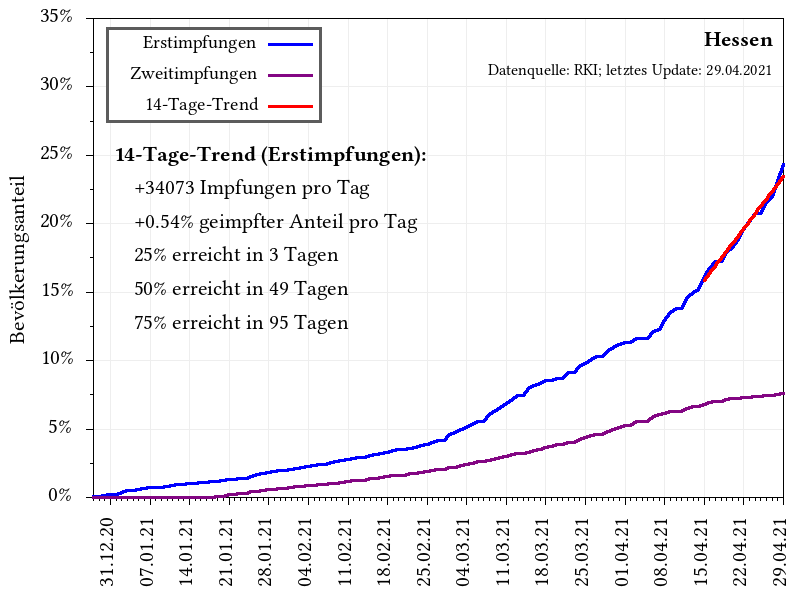 Hessen
Datenquelle: RKI; letztes Update: 29.04.2021
Erstimpfungen
Zweitimpfungen
14-Tage-Trend
14-Tage-Trend (Erstimpfungen):
+34073 Impfungen pro Tag
+0.54% geimpfter Anteil pro Tag
25% erreicht in 3 Tagen
50% erreicht in 49 Tagen
75% erreicht in 95 Tagen
Bevölkerungsanteil
35%
30%
25%
20%
15%
10%
5%
0%
31.12.20
07.01.21
14.01.21
21.01.21
28.01.21
04.02.21
11.02.21
18.02.21
25.02.21
04.03.21
11.03.21
18.03.21
25.03.21
01.04.21
08.04.21
15.04.21
22.04.21
29.04.21